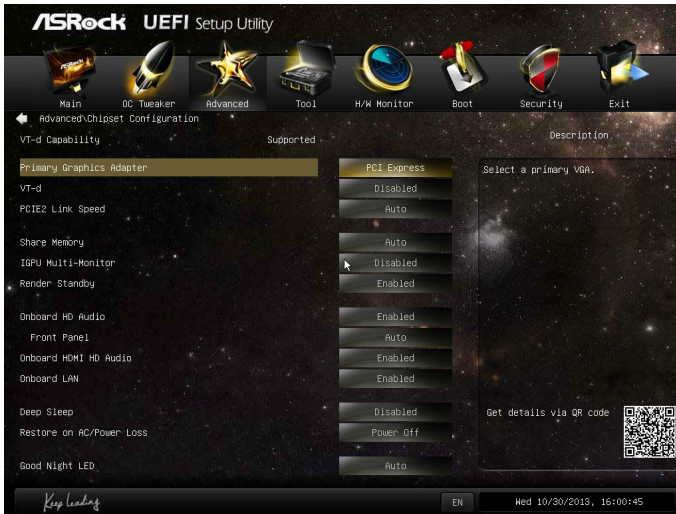 ASRock UEFI Setup Utility
ASRock
Main OC Tweaker Advanced Tool H/W Monitor Boot Security Exit
Advanced\Chipset Configuration
Description
VT-d Capability Supported
Primary Graphics Adapter PCI Express
Select a primary VGA.
VT-d Disabled
PCIE2 Link Speed Auto
Share Memory Auto
IGPU Multi-Monitor Disabled
Render Standby Enabled
Onboard HD Audio Enabled
Front Panel Auto
Onboard HDMI HD Audio Enabled
Onboard LAN Enabled
Deep Sleep Disabled
Get details via QR code
Restore on AC/Power Loss Power Off
Good Night LED Auto
Keep Leading
EN
Wed 10/30/2013, 16:00:45